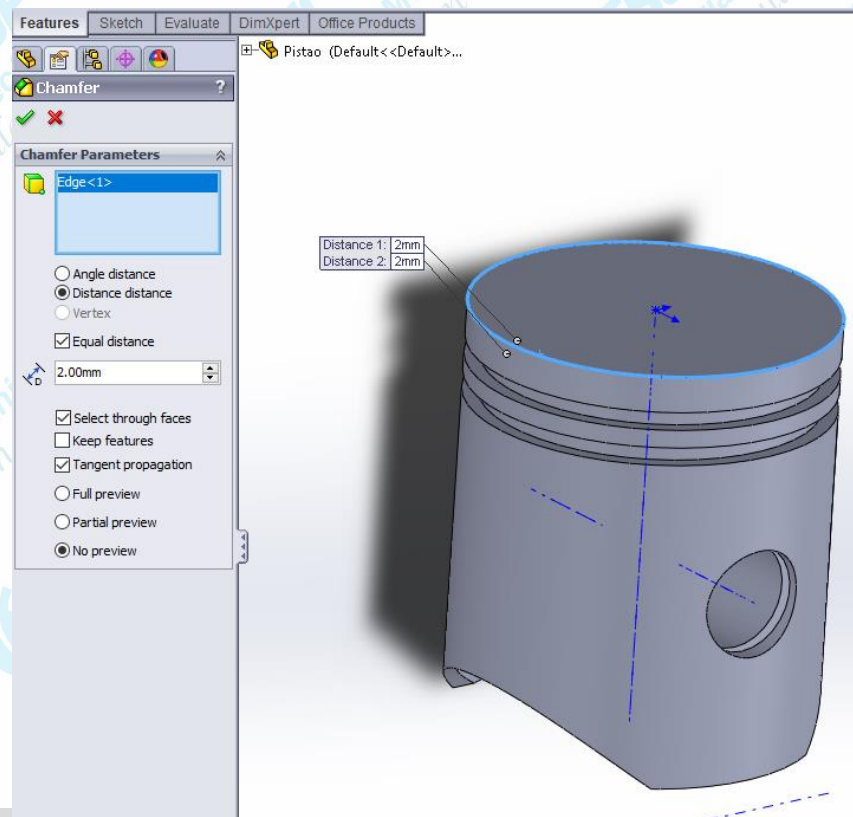 Features Sketch Evaluate DimXpert Office Products
Pistao (Default<<Default>...
Chamfer ?
Chamfer Parameters
Edge<1>
Angle distance
Distance distance
Vertex
Equal distance
D 2.00mm
Select through faces
Keep features
Tangent propagation
Full preview
Partial preview
No preview
Distance 1: 2mm
Distance 2: 2mm